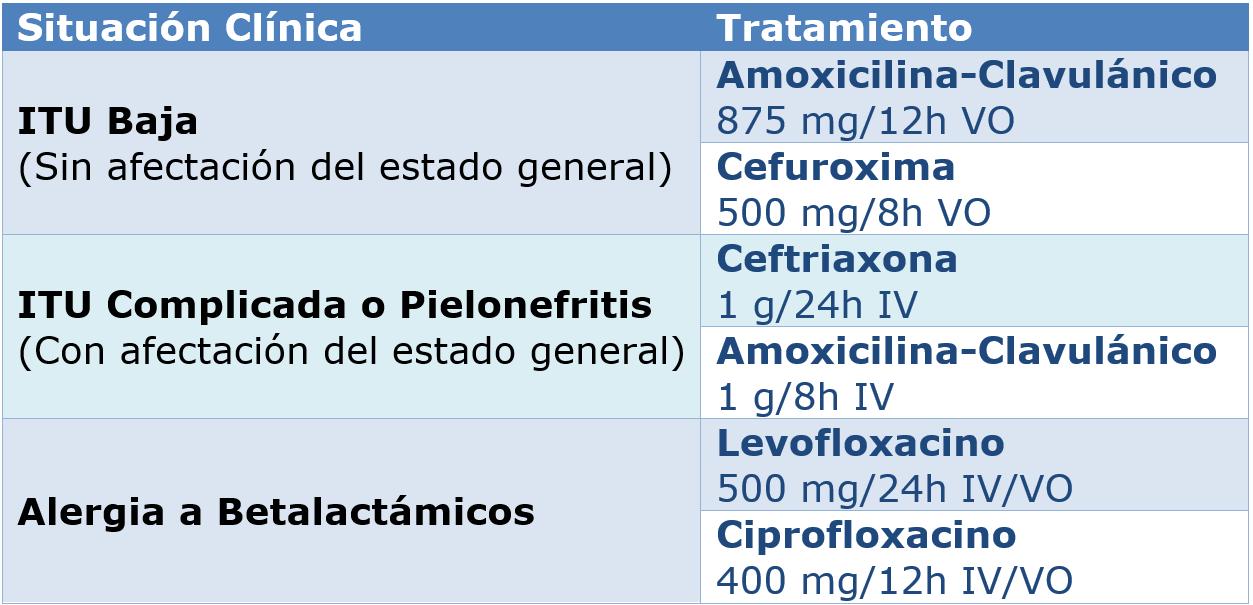 Situación Clínica
Tratamiento
ITU Baja
(Sin afectación del estado general)
Amoxicilina-Clavulánico
875 mg/12h VO
Cefuroxima
500 mg/8h VO
ITU Complicada o Pielonefritis
(Con afectación del estado general)
Ceftriaxona
1 g/24h IV
Amoxicilina-Clavulánico
1 g/8h IV
Alergia a Betalactámicos
Levofloxacino
500 mg/24h IV/VO
Ciprofloxacino
400 mg/12h IV/VO